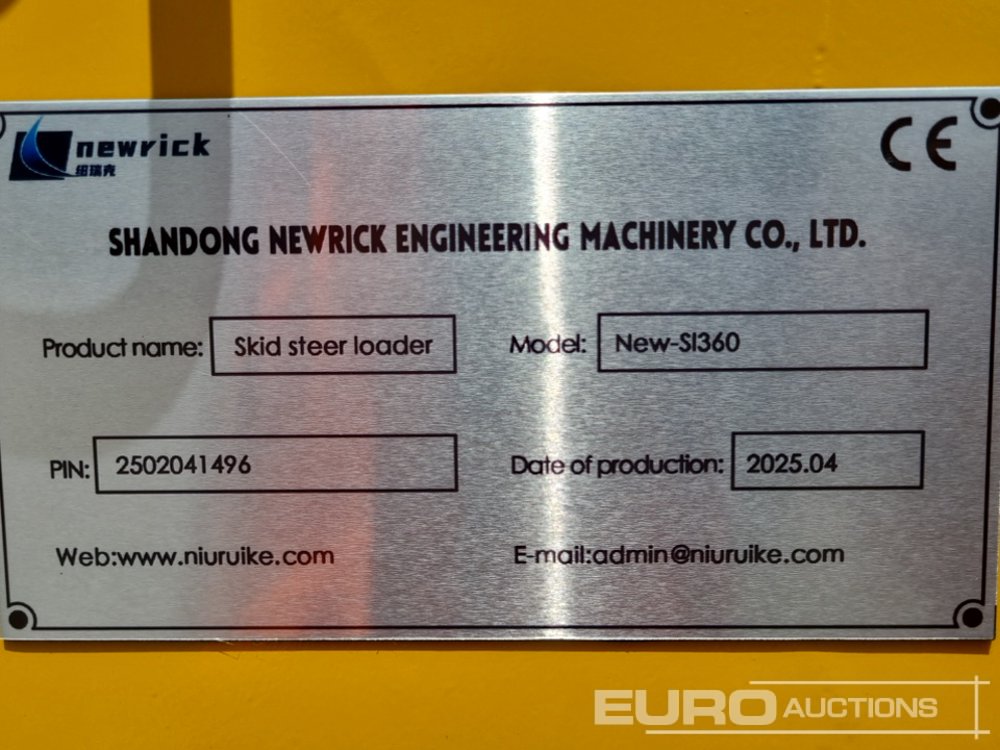 newrick
纽瑞克
CE
SHANDONG NEWRICK ENGINEERING MACHINERY CO., LTD.
Product name: Skid steer loader
Model: New-Sl360
PIN: 2502041496
Date of production: 2025.04
Web:www.niuruike.com
E-mail:admin@niuruike.com
EURO AUCTIONS